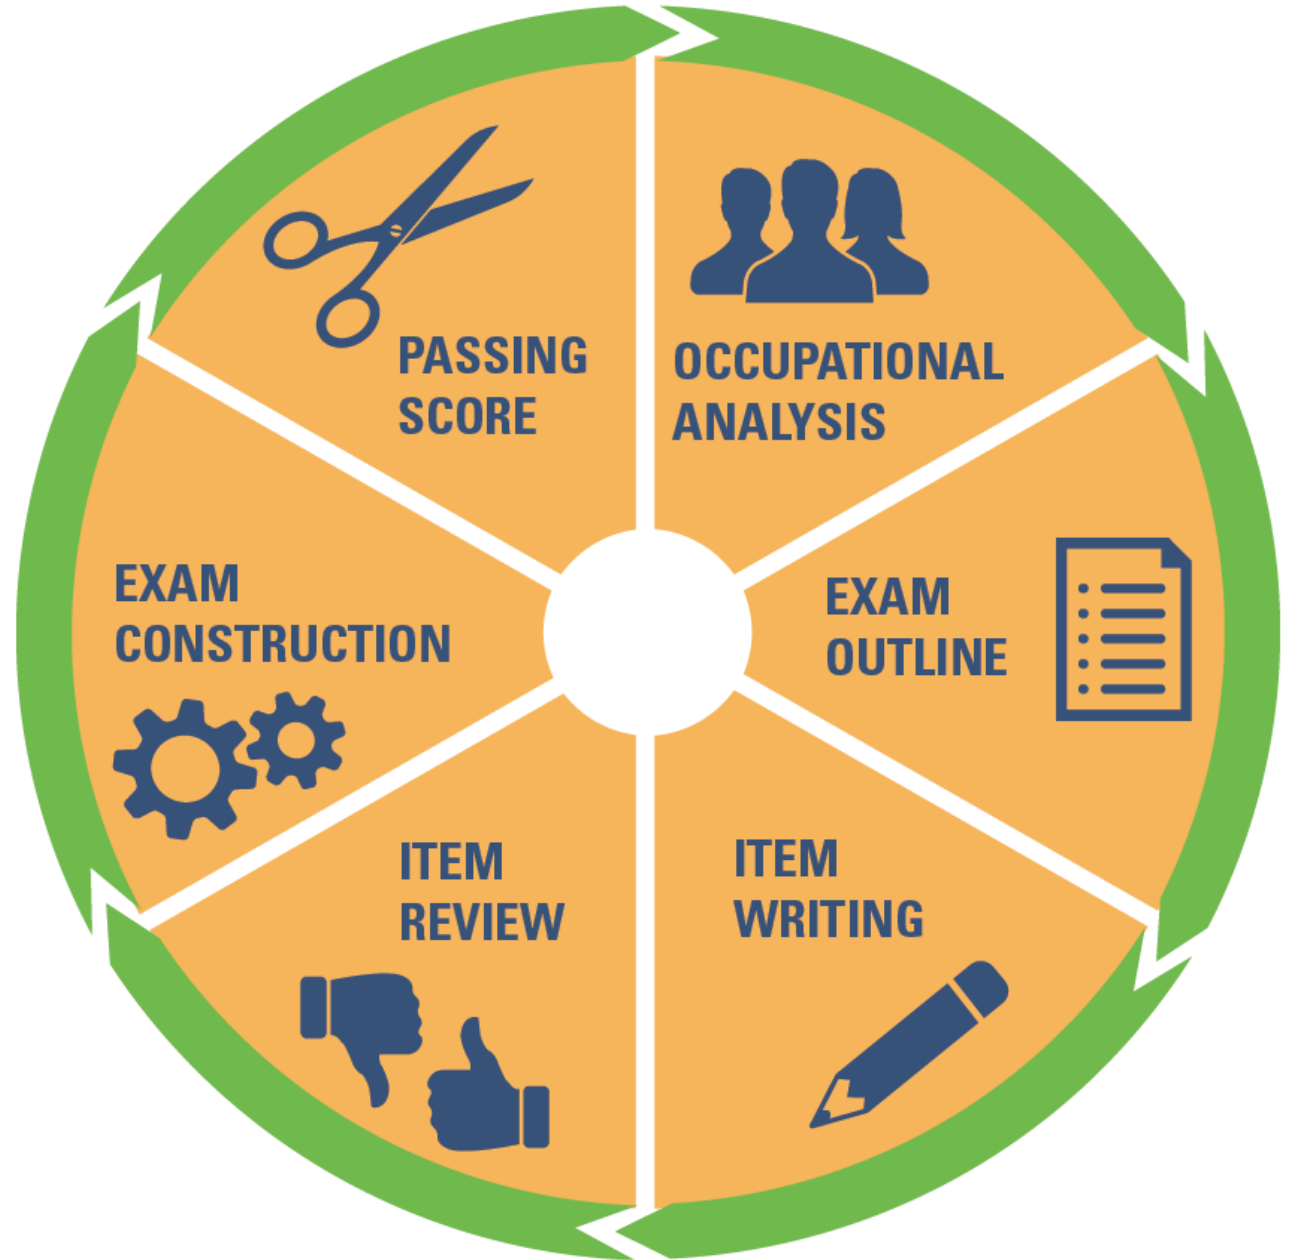 PASSING
SCORE
OCCUPATIONAL
ANALYSIS
EXAM
OUTLINE
ITEM
WRITING
ITEM
REVIEW
EXAM
CONSTRUCTION